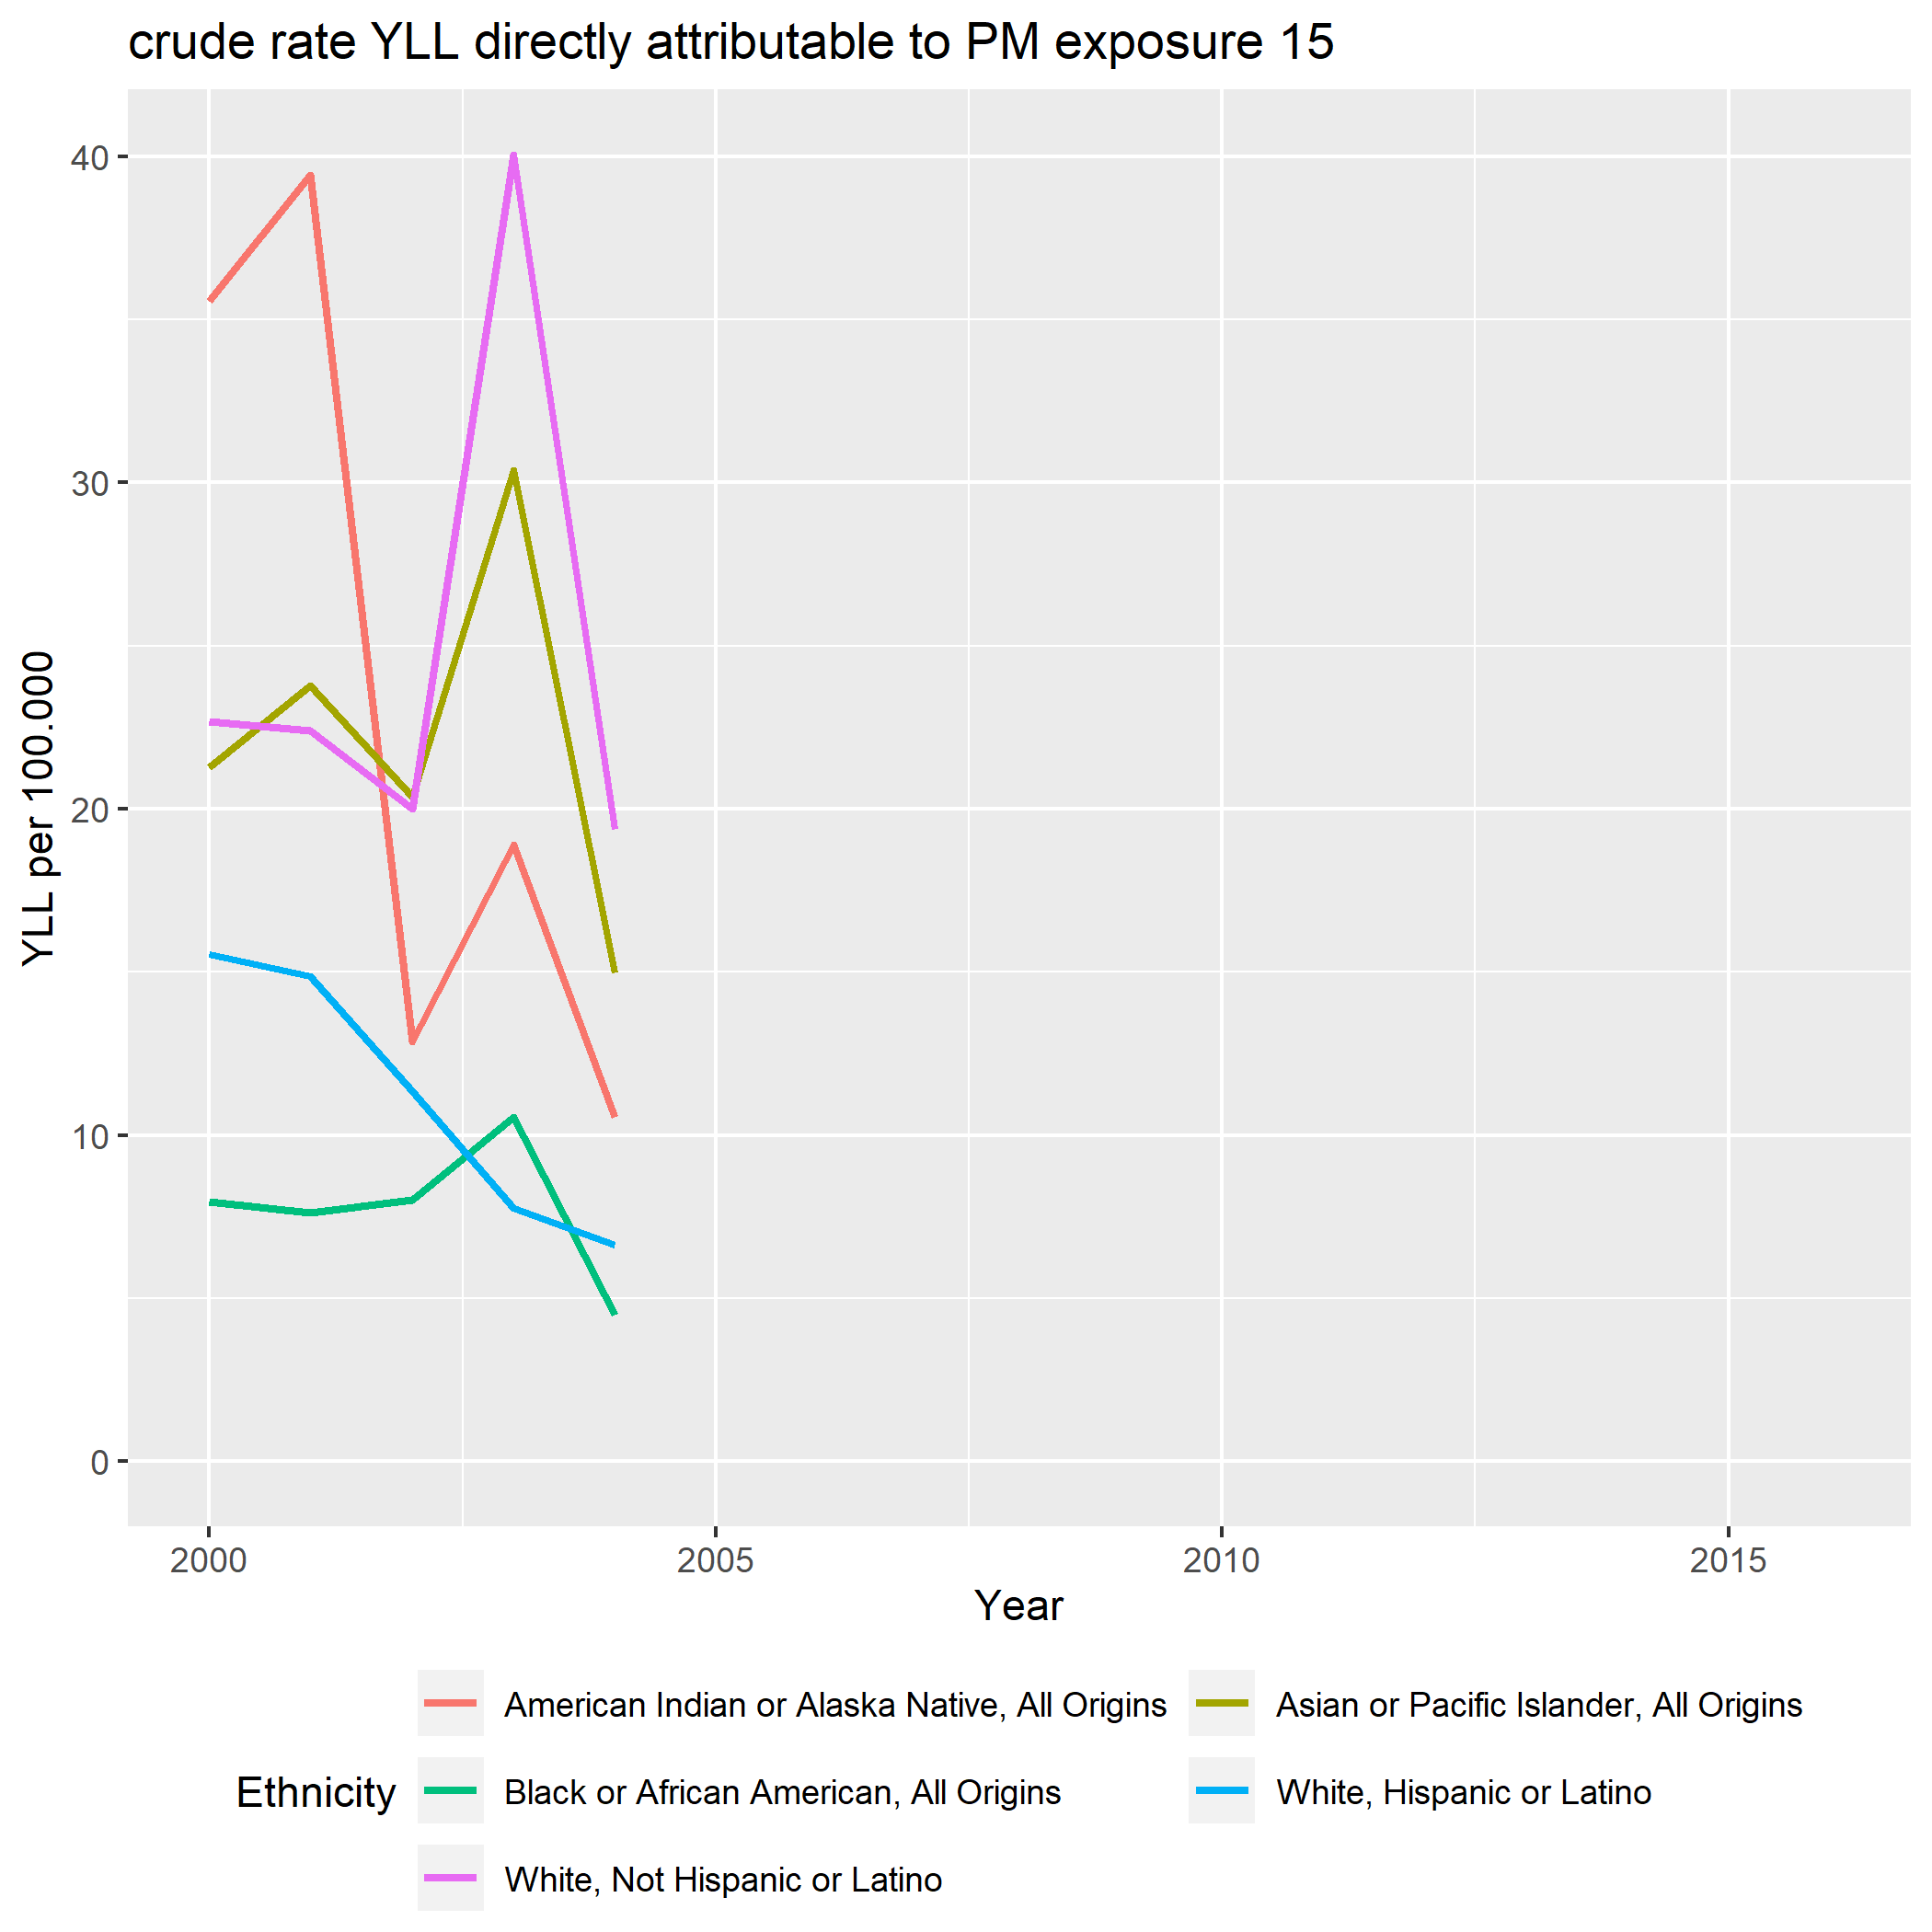 crude rate YLL directly attributable to PM exposure 15
YLL per 100.000
40
30
20
10
0
2000 2005 2010 2015
Year
Ethnicity
American Indian or Alaska Native, All Origins
Asian or Pacific Islander, All Origins
Black or African American, All Origins
White, Hispanic or Latino
White, Not Hispanic or Latino